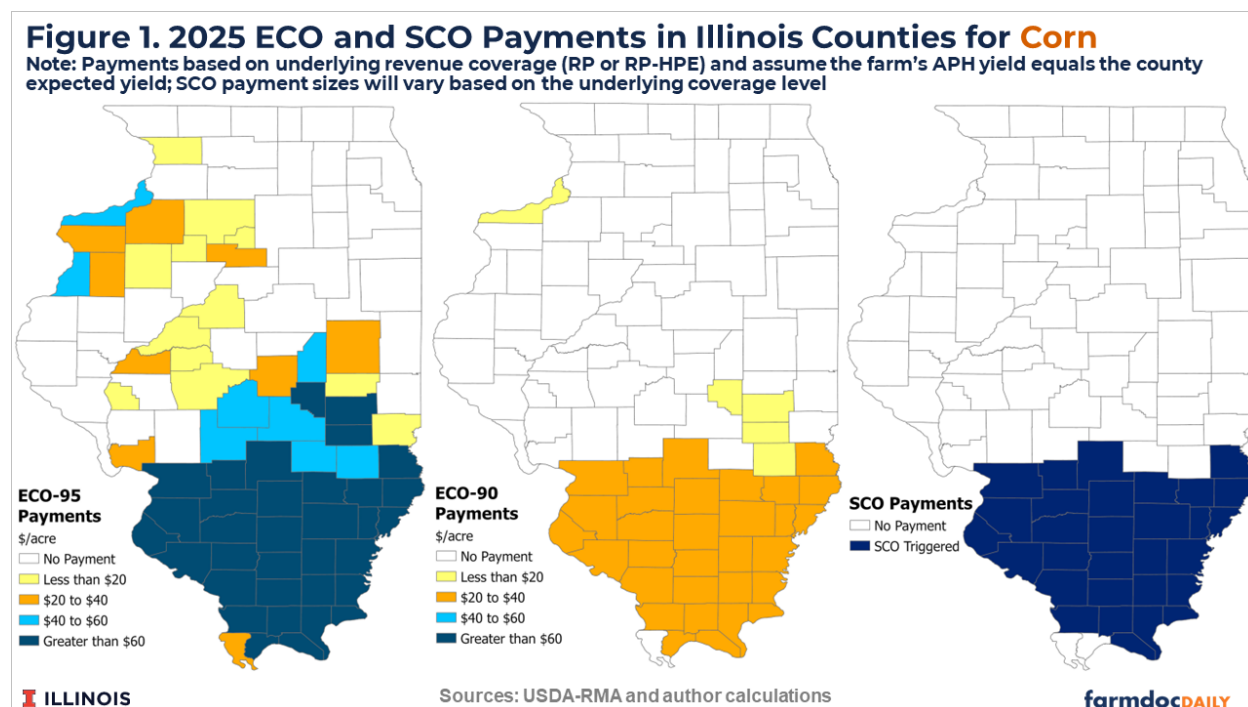 Figure 1. 2025 ECO and SCO Payments in Illinois Counties for Corn
Note: Payments based on underlying revenue coverage (RP or RP-HPE) and assume the farm's APH yield equals the county
expected yield; SCO payment sizes will vary based on the underlying coverage level
ECO-95
Payments
$/acre
No Payment
Less than $20
$20 to $40
$40 to $60
Greater than $60
ECO-90
Payments
$/acre
No Payment
Less than $20
$20 to $40
$40 to $60
Greater than $60
SCO Payments
No Payment
SCO Triggered
I ILLINOIS
Sources: USDA-RMA and author calculations
farmdocDAILY